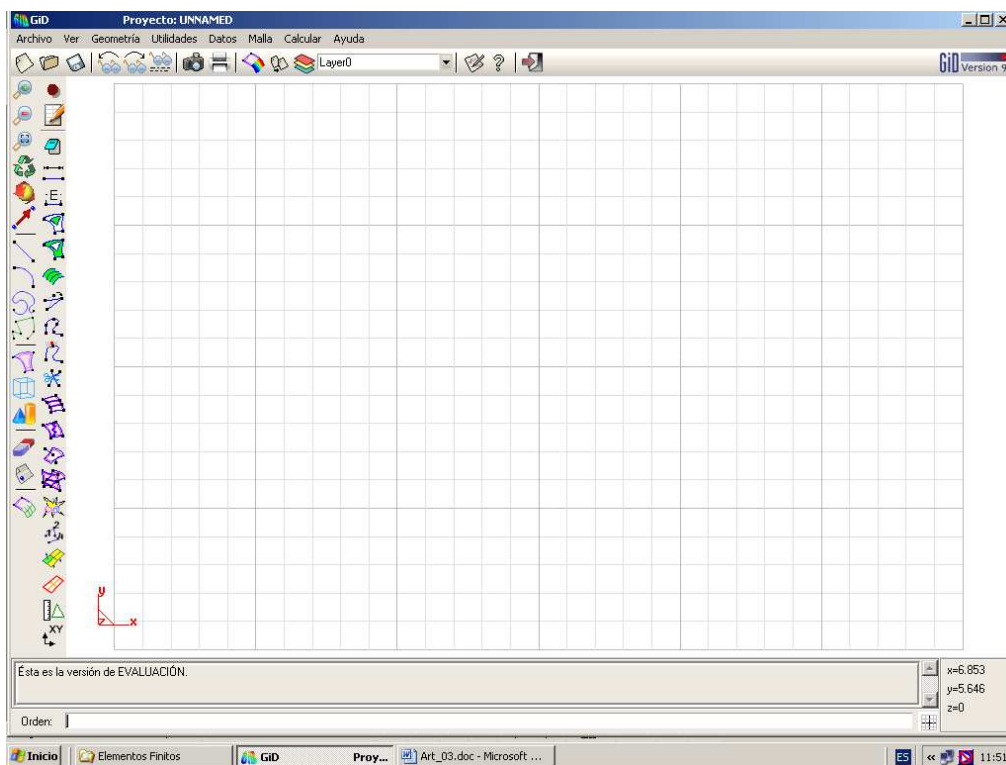 GiD Proyecto: UNNAMED
Archivo Ver Geometría Utilidades Datos Malla Calcular Ayuda
Layer0
GiD Version 9
E
x
y
z
XY
Ésta es la versión de EVALUACIÓN.
x=6.853
y=5.646
z=0
Orden:
Inicio Elementos Finitos GiD Proy... Art_03.doc - Microsoft ... ES « 11:51